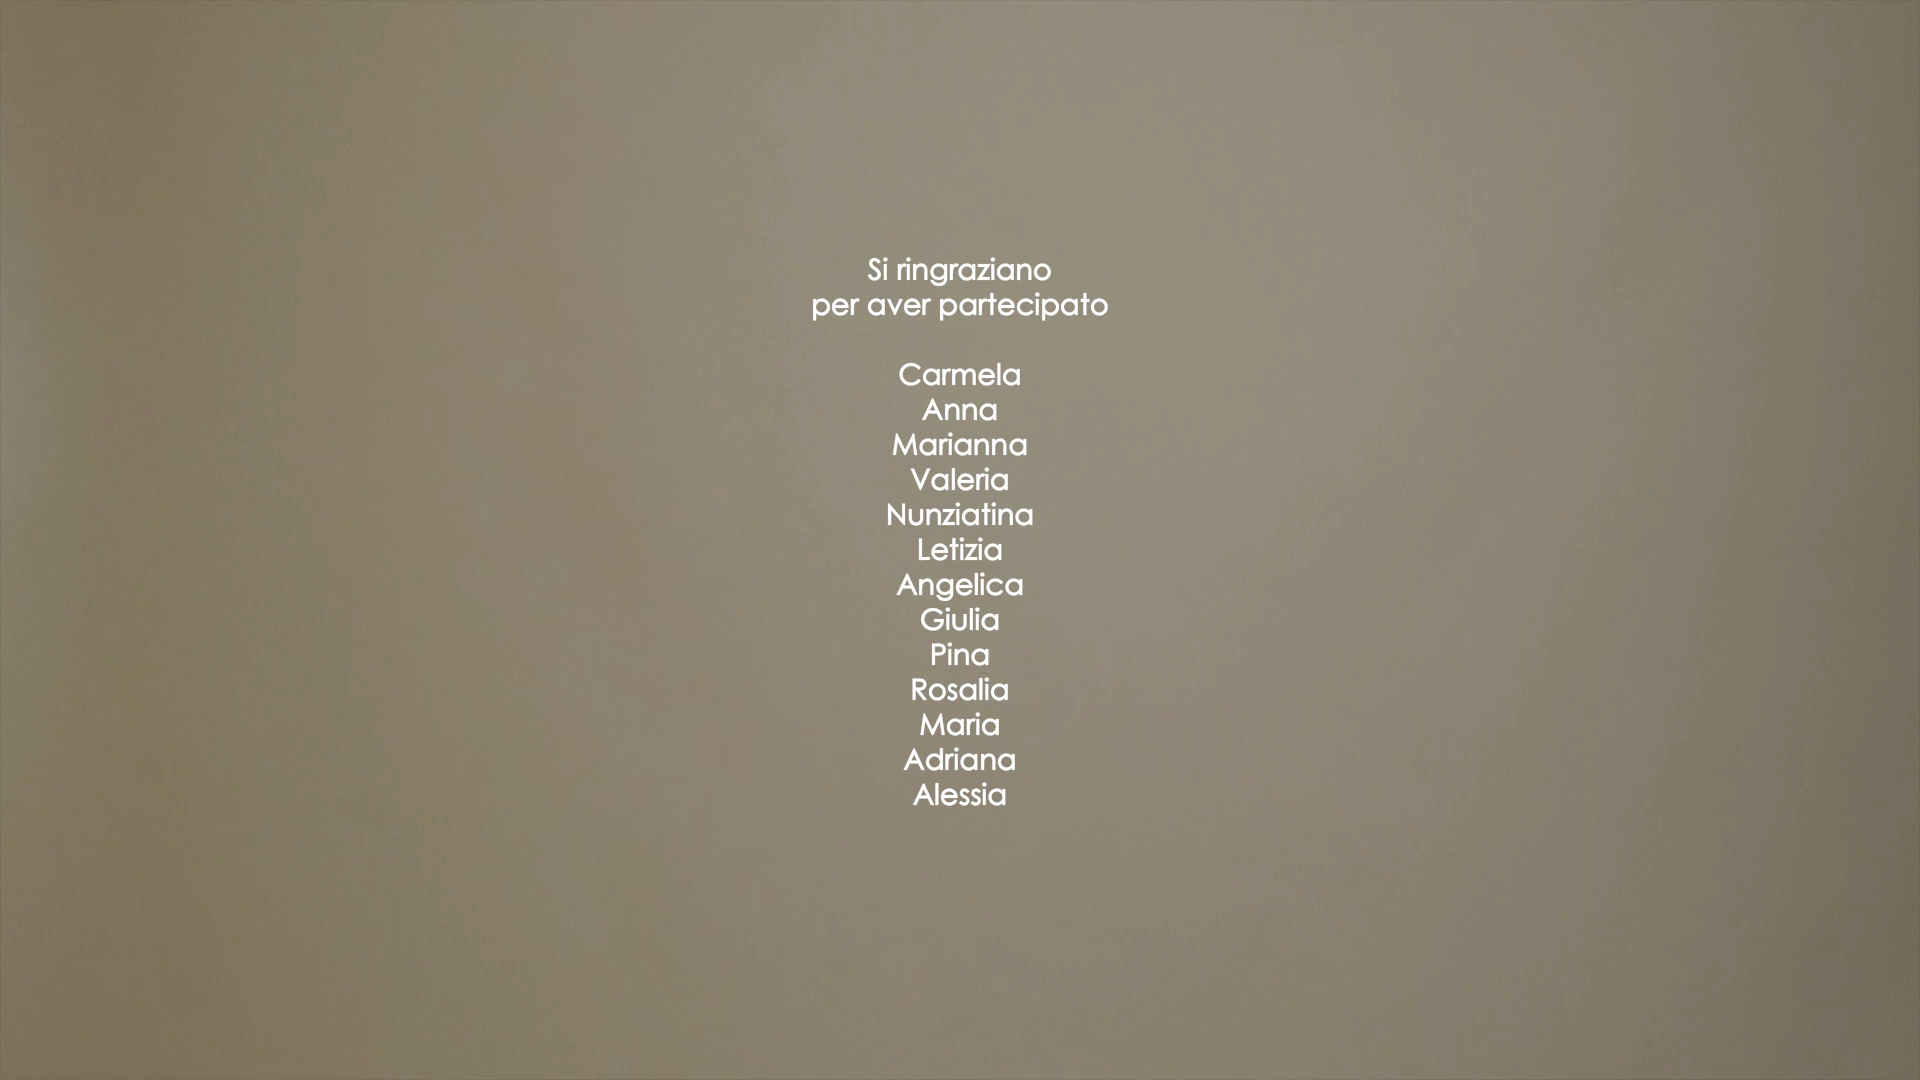 Si ringraziano
per aver partecipato
Carmela
Anna
Marianna
Valeria
Nunziatina
Letizia
Angelica
Giulia
Pina
Rosalia
Maria
Adriana
Alessia